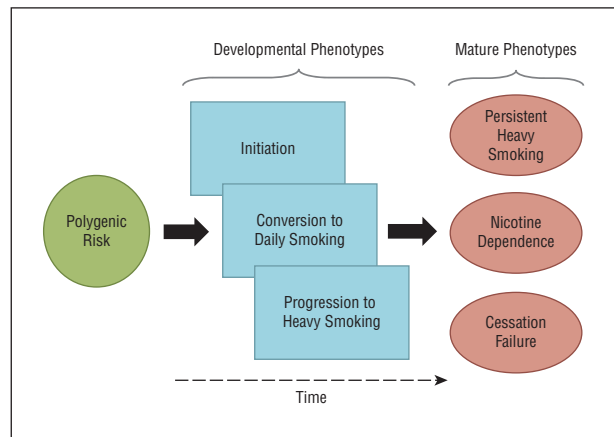 Developmental Phenotypes
Mature Phenotypes
Polygenic
Risk
Initiation
Conversion to
Daily Smoking
Progression to
Heavy Smoking
Persistent
Heavy
Smoking
Nicotine
Dependence
Cessation
Failure
Time